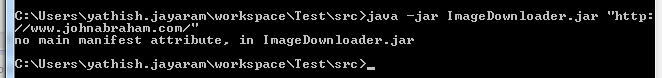 C:\Users\yathish.jayaram\workspace\Test\src>java -jar ImageDownloader.jar "http:
//www.johnabraham.com/"
no main manifest attribute, in ImageDownloader.jar
C:\Users\yathish.jayaram\workspace\Test\src>_